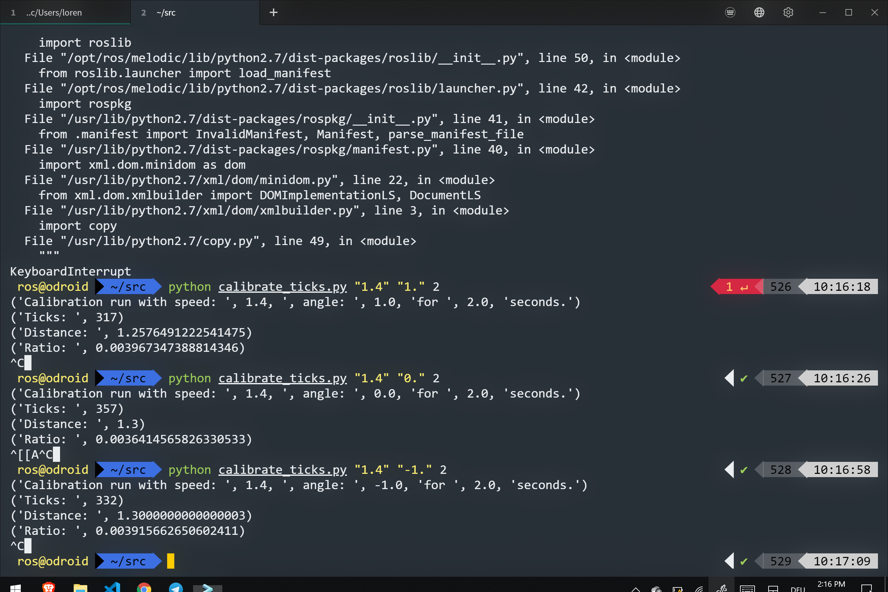 1 ..c/Users/loren
2 ~/src
+
import roslib
File "/opt/ros/melodic/lib/python2.7/dist-packages/roslib/__init__.py", line 50, in <module>
from roslib.launcher import load_manifest
File "/opt/ros/melodic/lib/python2.7/dist-packages/roslib/launcher.py", line 42, in <module>
import rospkg
File "/usr/lib/python2.7/dist-packages/rospkg/__init__.py", line 41, in <module>
from .manifest import InvalidManifest, Manifest, parse_manifest_file
File "/usr/lib/python2.7/dist-packages/rospkg/manifest.py", line 40, in <module>
import xml.dom.minidom as dom
File "/usr/lib/python2.7/xml/dom/minidom.py", line 22, in <module>
from xml.dom.xmlbuilder import DOMImplementationLS, DocumentLS
File "/usr/lib/python2.7/xml/dom/xmlbuilder.py", line 3, in <module>
import copy
File "/usr/lib/python2.7/copy.py", line 49, in <module>
"""
KeyboardInterrupt
ros@odroid ~/src python calibrate_ticks.py "1.4" "1." 2 1 ↵ 526 10:16:18
('Calibration run with speed: ', 1.4, ', angle: ', 1.0, 'for ', 2.0, 'seconds.')
('Ticks: ', 317)
('Distance: ', 1.2576491222541475)
('Ratio: ', 0.003967347388814346)
^C
ros@odroid ~/src python calibrate_ticks.py "1.4" "0." 2 ✔ 527 10:16:26
('Calibration run with speed: ', 1.4, ', angle: ', 0.0, 'for ', 2.0, 'seconds.')
('Ticks: ', 357)
('Distance: ', 1.3)
('Ratio: ', 0.0036414565826330533)
^[[A^C
ros@odroid ~/src python calibrate_ticks.py "1.4" "-1." 2 ✔ 528 10:16:58
('Calibration run with speed: ', 1.4, ', angle: ', -1.0, 'for ', 2.0, 'seconds.')
('Ticks: ', 332)
('Distance: ', 1.3000000000000003)
('Ratio: ', 0.003915662650602411)
^C
ros@odroid ~/src ✔ 529 10:17:09
DEU 2:16 PM